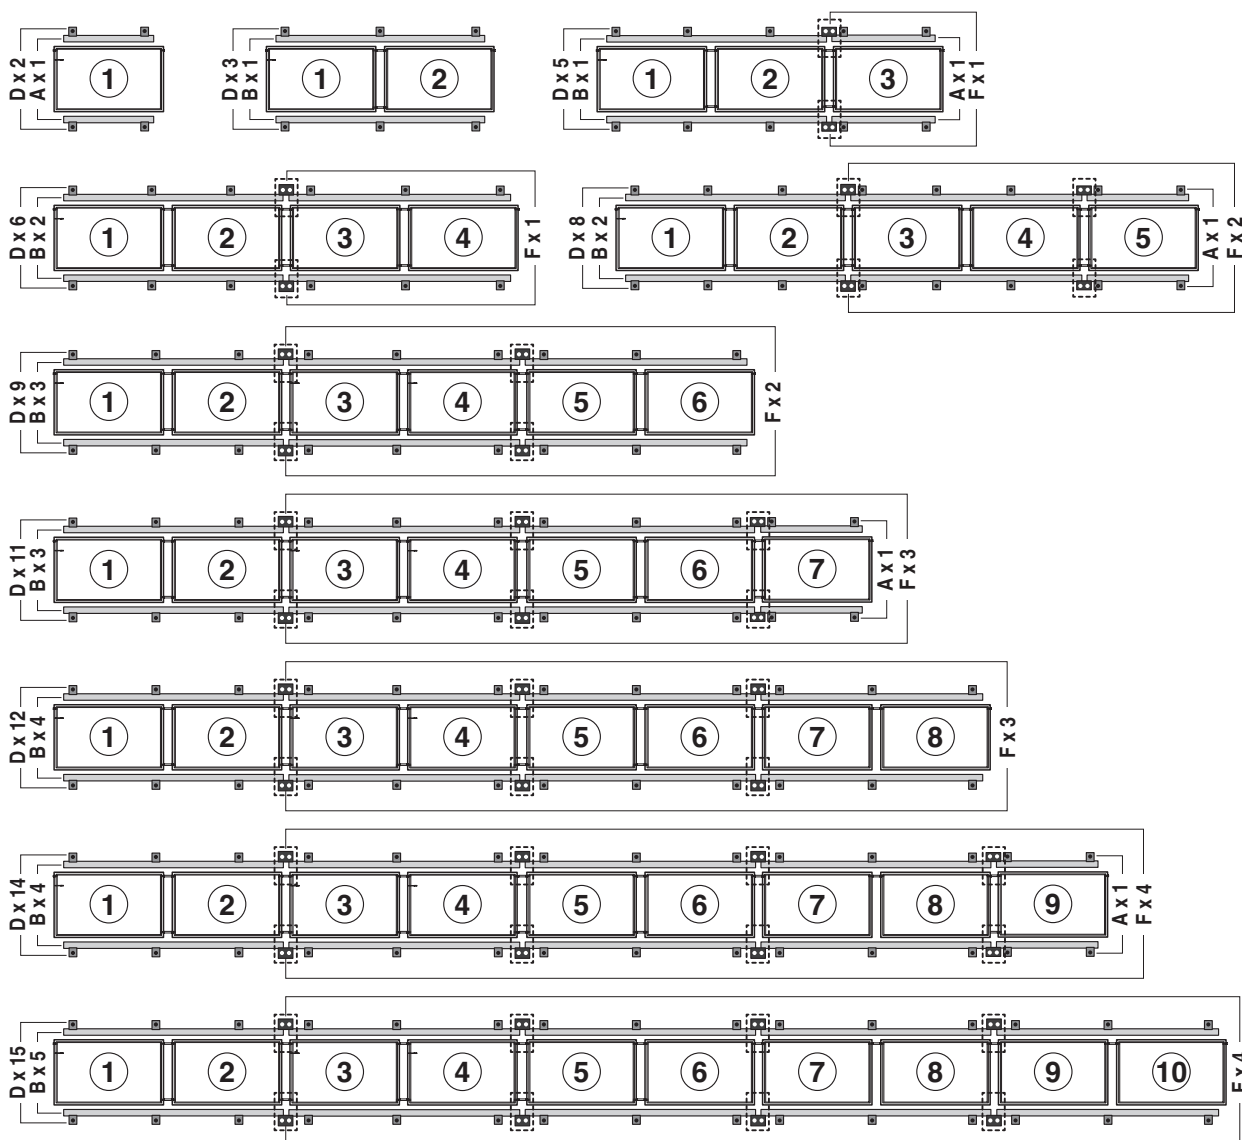 D x 2
A x 1
1
D x 3
B x 1
1 2
D x 5
B x 1
1 2 3
A x 1
F x 1
D x 6
B x 2
1 2 3 4
F x 1
D x 8
B x 2
1 2 3 4 5
A x 1
F x 2
D x 9
B x 3
1 2 3 4 5 6
F x 2
D x 11
B x 3
1 2 3 4 5 6 7
A x 1
F x 3
D x 12
B x 4
1 2 3 4 5 6 7 8
F x 3
D x 14
B x 4
1 2 3 4 5 6 7 8 9
A x 1
F x 4
D x 15
B x 5
1 2 3 4 5 6 7 8 9 10
F x 4